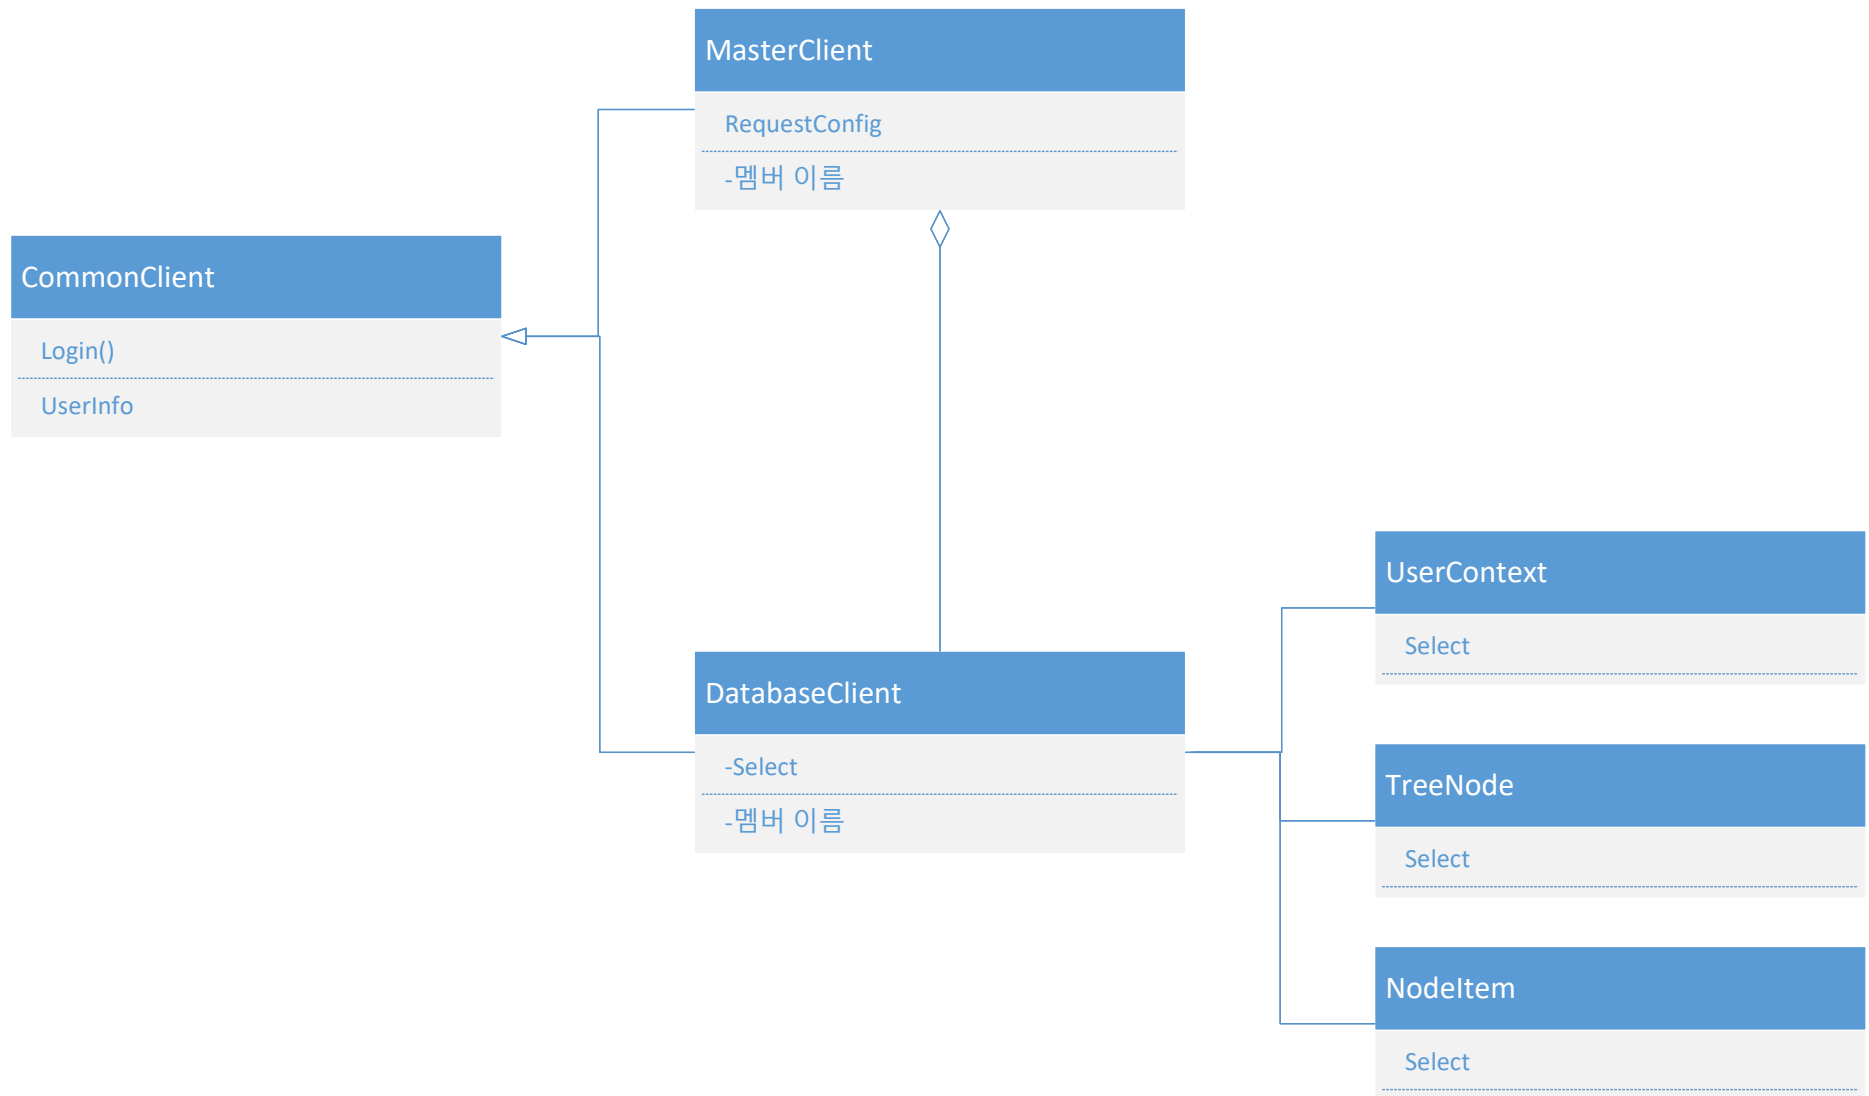 MasterClient
RequestConfig
-멤버 이름
CommonClient
Login()
UserInfo
DatabaseClient
-Select
-멤버 이름
UserContext
Select
TreeNode
Select
NodeItem
Select